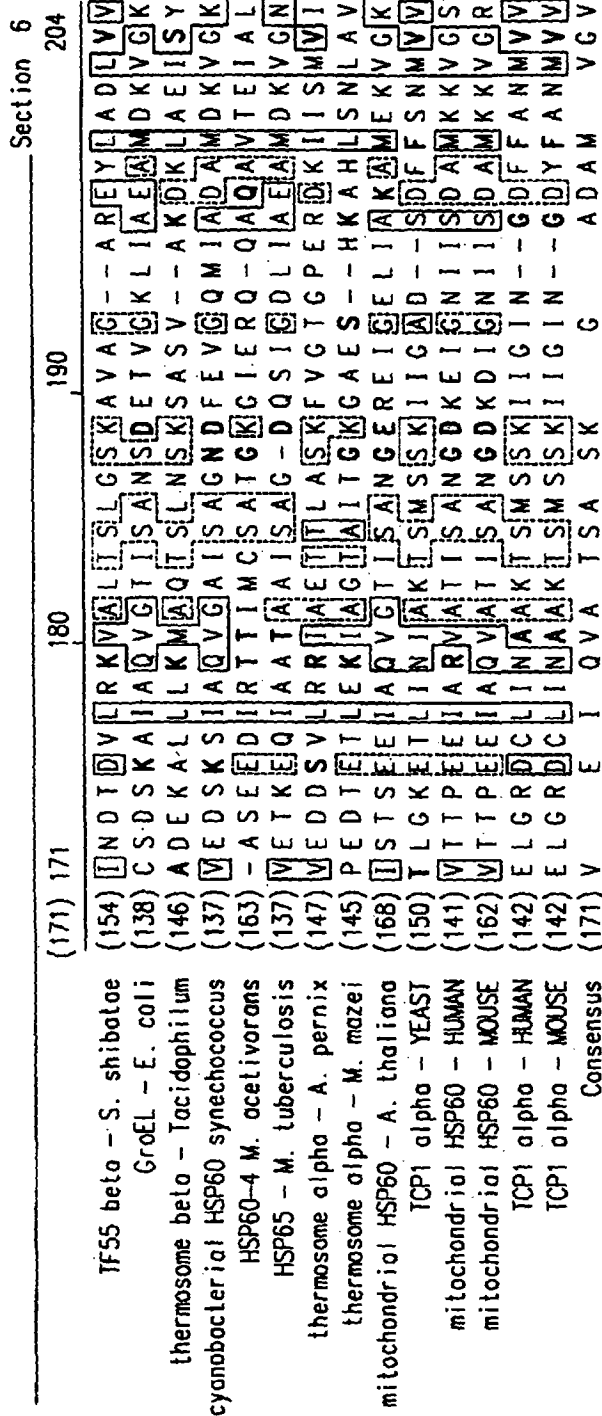 Section 6
(171) 171 180 190 204
TF55 beta - S. shibatae (154) I N D T D V L R K V A L T S L G S K A V A G - - A R E Y L A D L V V
GroEL - E. coli (138) C S D S K A I A Q V G T I S A N S D E T V G K L I A E A M D K V G K
thermosome beta - Tacidophilum (146) A D E K A L L L K M A Q T S L N S K S A S V - - A K D K L A E I S Y
cyanobacterial HSP60 synechococcus (137) V E D S K S I A Q V G A I S A G N D F E V G Q M I A D A M D K V G K
HSP60-4 M. acetivorans (163) - A S E E D I R T T I M C S A T G K G I E R Q - Q A Q A V T E I A L
HSP65 - M. tuberculosis (137) V E T K E Q I A A T A A I S A G - D Q S I G D L I A E A M D K V G N
thermosome alpha - A. pernix (147) V E D D S V L R R I A E T T L A S K F V G T G P E R D K I I S M V I
thermosome alpha - M. mazei (145) P E D T E T L E K I A G T A I T G K G A E S - - H K A H L S N L A V
mitochondrial HSP60 - A. thaliana (168) I S T S E E I A Q V G T I S A N G E R E I G E L I A K A M E K V G K
TCP1 alpha - YEAST (150) T L G K E T L I N I A K T S M S S K I I G A D - - S D F F S N M V V
mitochondrial HSP60 - HUMAN (141) V T T P E E I A R V A T I S A N G D K E I G N I I S D A M K K V G S
mitochondrial HSP60 - MOUSE (162) V T T P E E I A Q V A T I S A N G D K D I G N I I S D A M K K V G R
TCP1 alpha - HUMAN (142) E L G R D C L I N A A K T S M S S K I I G I N - - G D F F A N M V V
TCP1 alpha - MOUSE (142) E L G R D C L I N A A K T S M S S K I I G I N - - G D Y F A N M V V
Consensus (171) V E I Q V A T S A S K G A D A M V G V